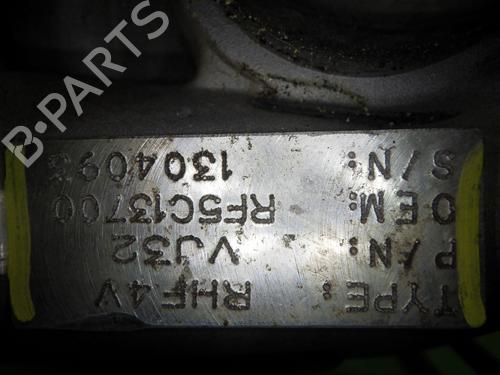 TYPE: RHF4V
P/N: VJ32
OEM: RF5C13700
S/N: 1304093
B-PARTS